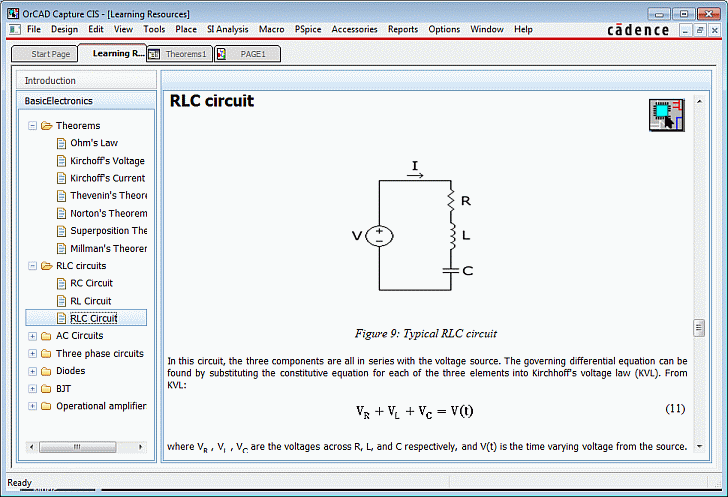 OrCAD Capture CIS - [Learning Resources]
File Design Edit View Tools Place SI Analysis Macro PSpice Accessories Reports Options Window Help cādence
Start Page Learning R... Theorems1 PAGE1
Introduction
BasicElectronics
Theorems
Ohm's Law
Kirchoff's Voltage
Kirchoff's Current
Thevenin's Theore
Norton's Theorem
Superposition The
Millman's Theorer
RLC circuits
RC Circuit
RL Circuit
RLC Circuit
AC Circuits
Three phase circuits
Diodes
BJT
Operational amplifier
RLC circuit
I
R
V
L
C
Figure 9: Typical RLC circuit
In this circuit, the three components are all in series with the voltage source. The governing differential equation can be
found by substituting the constitutive equation for each of the three elements into Kirchhoff's voltage law (KVL). From
KVL:
V_R + V_L + V_C = V(t) (11)
where V_R , V_L , V_C are the voltages across R, L, and C respectively, and V(t) is the time varying voltage from the source.
Ready